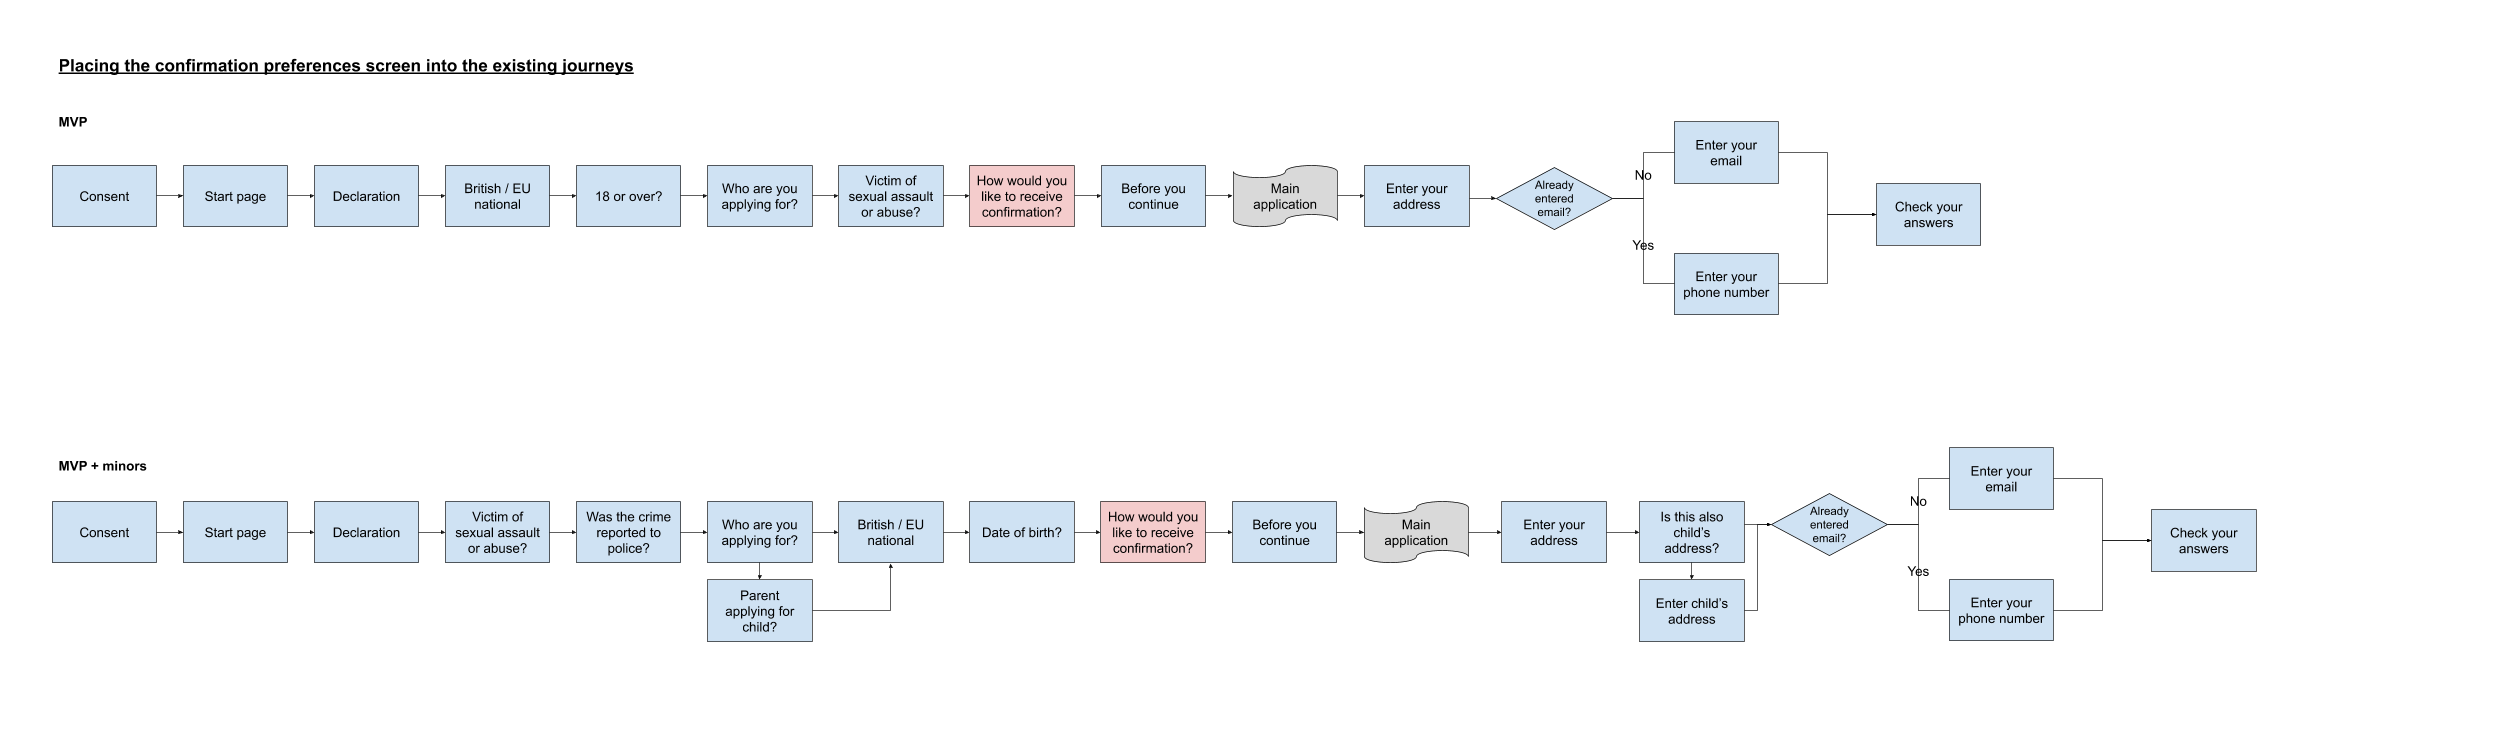 Placing the confirmation preferences screen into the existing journeys
MVP
Consent
Start page
Declaration
British / EU
national
18 or over?
Who are you
applying for?
Victim of
sexual assault
or abuse?
How would you
like to receive
confirmation?
Before you
continue
Main
application
Enter your
address
Already
entered
email?
No
Yes
Enter your
email
Enter your
phone number
Check your
answers
MVP + minors
Consent
Start page
Declaration
Victim of
sexual assault
or abuse?
Was the crime
reported to
police?
Who are you
applying for?
Parent
applying for
child?
British / EU
national
Date of birth?
How would you
like to receive
confirmation?
Before you
continue
Main
application
Enter your
address
Is this also
child's
address?
Enter child's
address
Already
entered
email?
No
Yes
Enter your
email
Enter your
phone number
Check your
answers